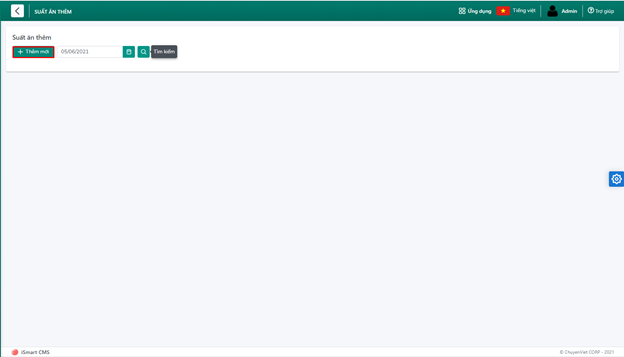 SUẤT ĂN THÊM
Ứng dụng
Tiếng việt
Admin
Trợ giúp
Suất ăn thêm
+ Thêm mới
05/06/2021
Tìm kiếm
iSmart CMS
© ChuyenViet CORP - 2021